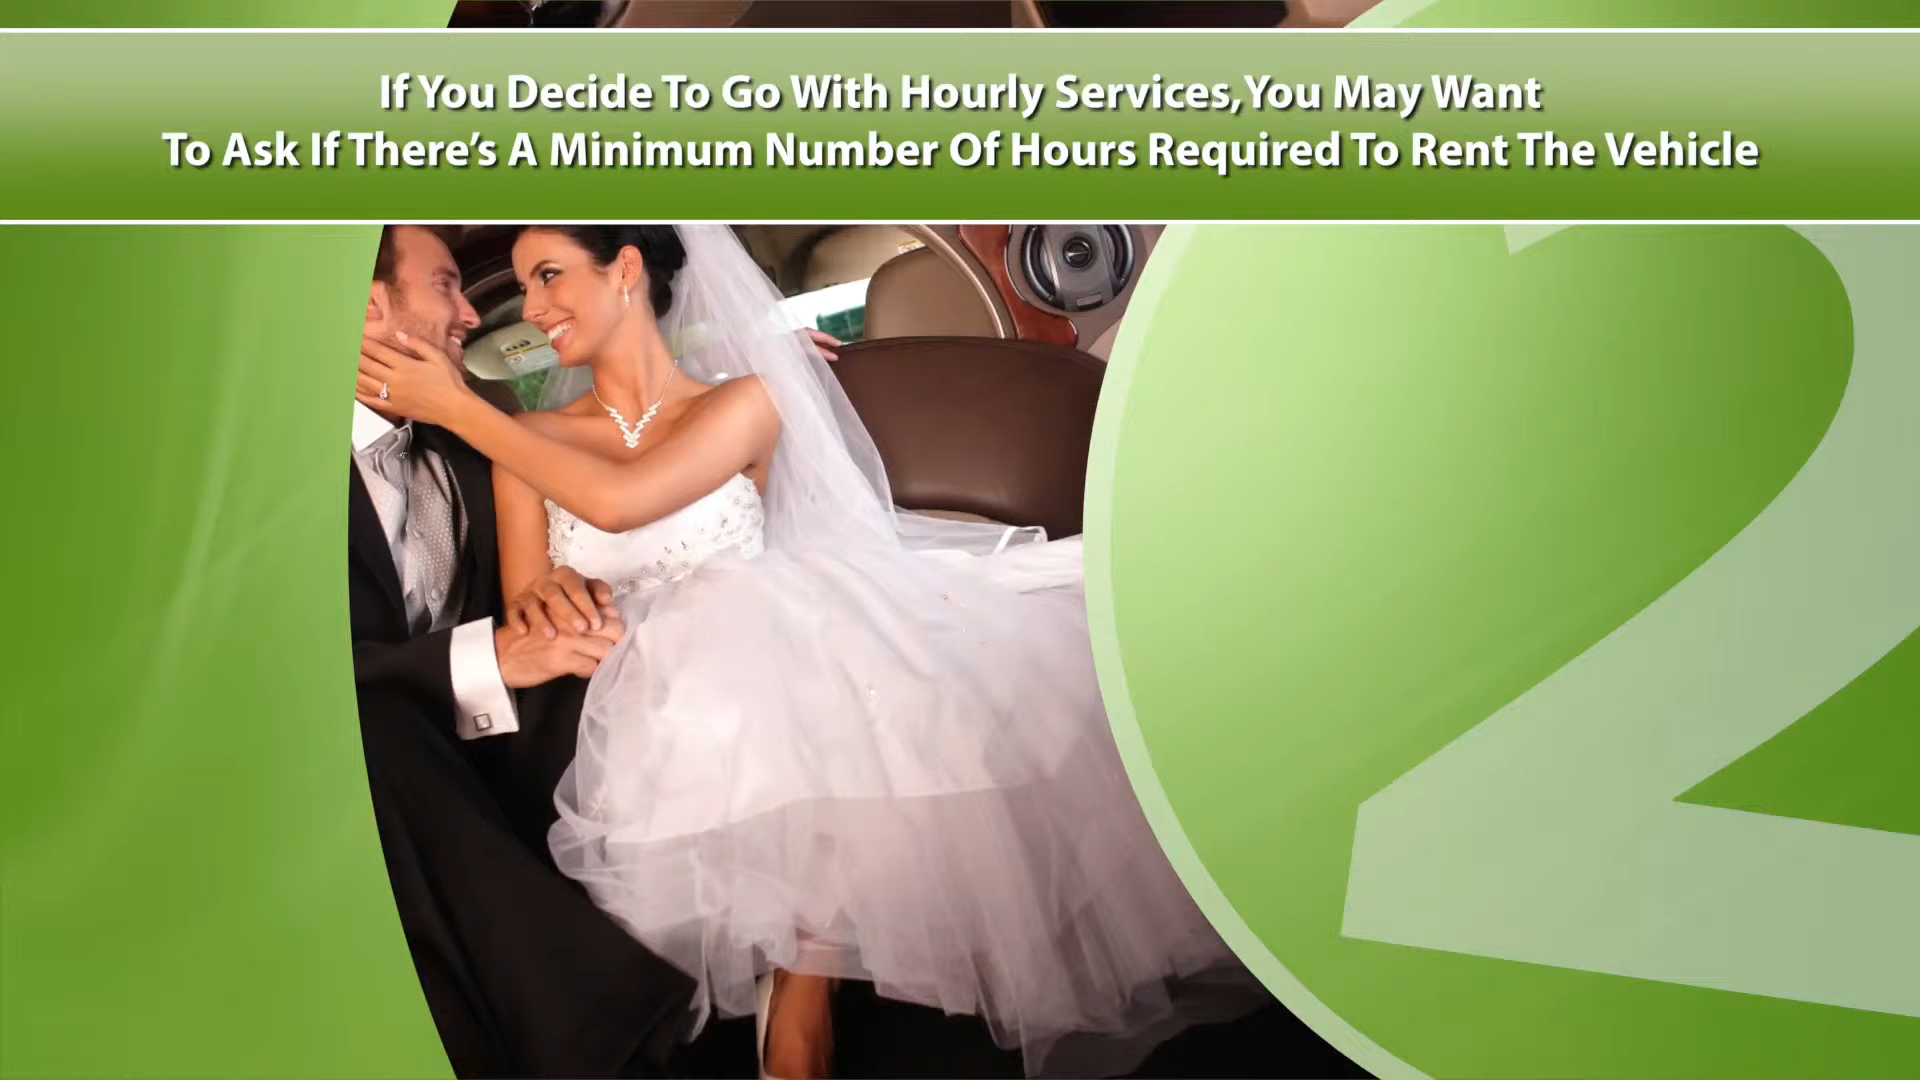 If You Decide To Go With Hourly Services,You May Want
To Ask If There’s A Minimum Number Of Hours Required To Rent The Vehicle
2